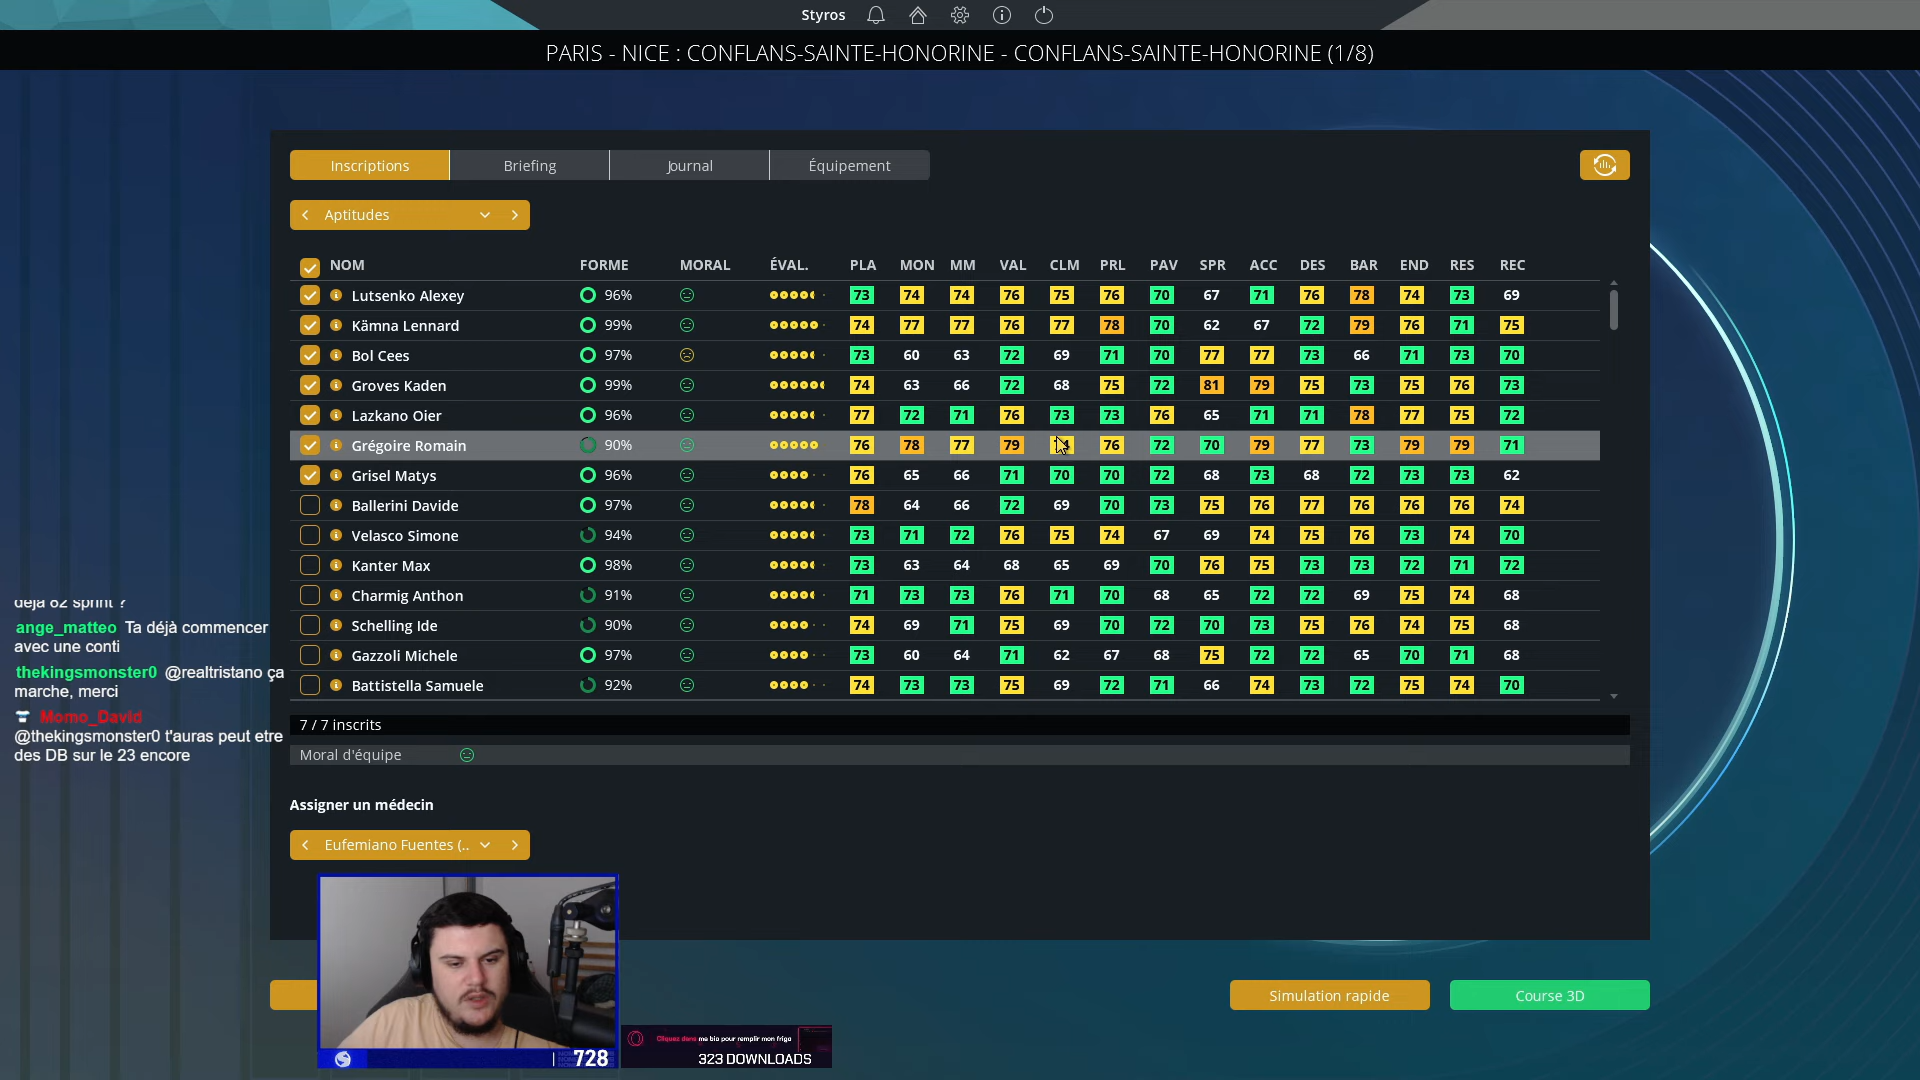 Styros
PARIS - NICE : CONFLANS-SAINTE-HONORINE - CONFLANS-SAINTE-HONORINE (1/8)
Inscriptions Briefing Journal Équipement
Aptitudes
NOM FORME MORAL ÉVAL. PLA MON MM VAL CLM PRL PAV SPR ACC DES BAR END RES REC
Lutsenko Alexey 96% 73 74 74 76 75 76 70 67 71 76 78 74 73 69
Kämna Lennard 99% 74 77 77 76 77 78 70 62 67 72 79 76 71 75
Bol Cees 97% 73 60 63 72 69 71 70 77 77 73 66 71 73 70
Groves Kaden 99% 74 63 66 72 68 75 72 81 79 75 73 75 76 73
Lazkano Oier 96% 77 72 71 76 73 73 76 65 71 71 78 77 75 72
Grégoire Romain 90% 76 78 77 79 76 72 70 79 77 73 79 79 71
Grisel Matys 96% 76 65 66 71 70 70 72 68 73 68 72 73 73 62
Ballerini Davide 97% 78 64 66 72 69 70 73 75 76 77 76 76 76 74
Velasco Simone 94% 73 71 72 76 75 74 67 69 74 75 76 73 74 70
Kanter Max 98% 73 63 64 68 65 69 70 76 75 73 73 72 71 72
Charmig Anthon 91% 71 73 73 76 71 70 68 65 72 72 69 75 74 68
Schelling Ide 90% 74 69 71 75 69 70 72 70 73 75 76 74 75 68
Gazzoli Michele 97% 73 60 64 71 62 67 68 75 72 72 65 70 71 68
Battistella Samuele 92% 74 73 73 75 69 72 71 66 74 73 72 75 74 70
7 / 7 inscrits
Moral d'équipe
Assigner un médecin
Eufemiano Fuentes (..
Simulation rapide Course 3D
ange_matteo Ta déjà commencer
avec une conti
thekingsmonster0 @realtristano ça
marche, merci
Momo_David
@thekingsmonster0 t'auras peut etre
des DB sur le 23 encore
728
Cliquez dans ma bio pour remplir mon frigo
323 DOWNLOADS